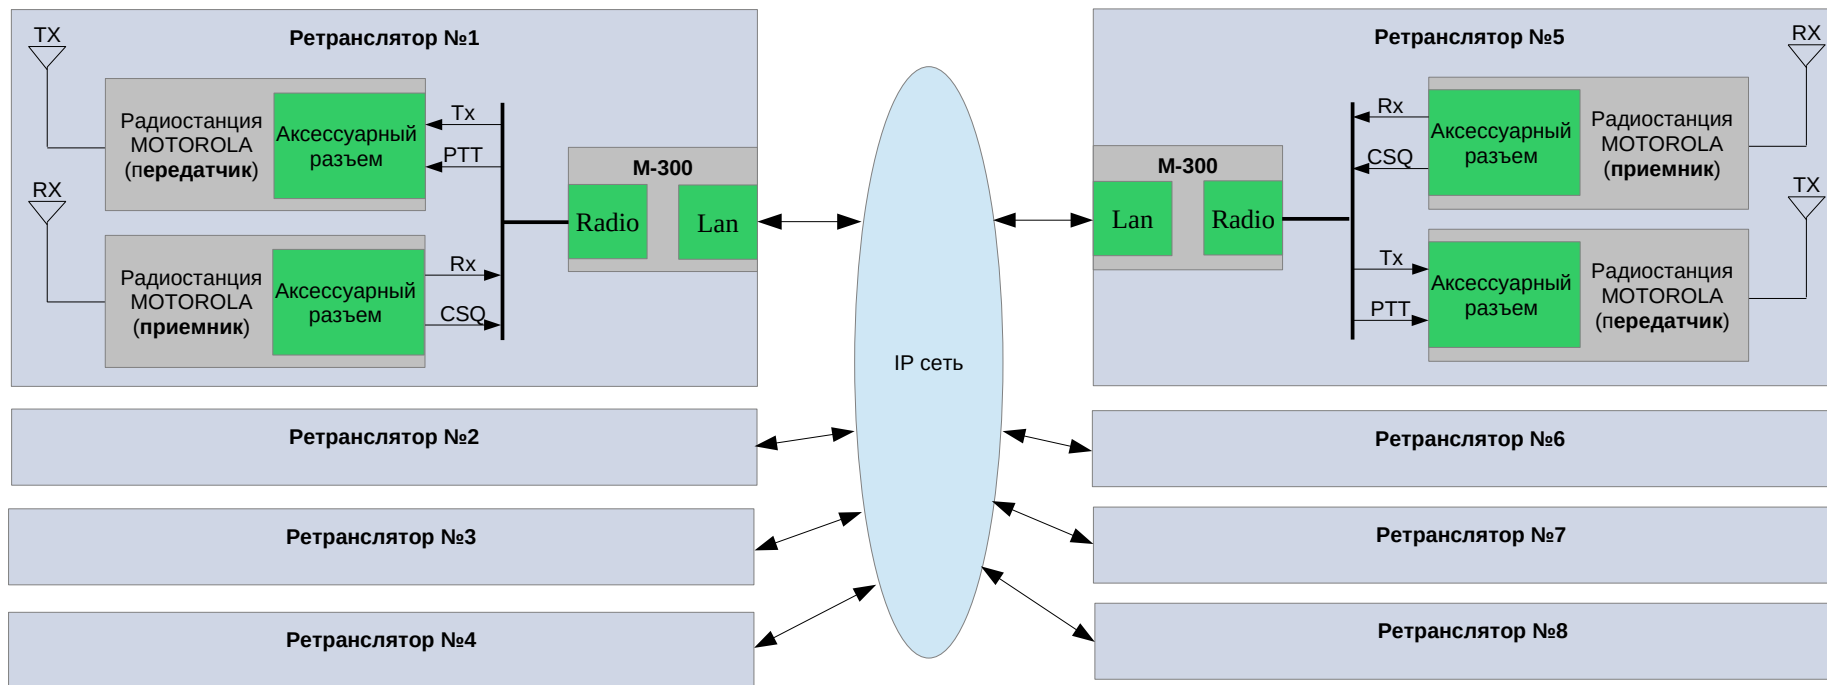 Ретранслятор №1
TX
Радиостанция
MOTOROLA
(передатчик)
Аксессуарный
разъем
Tx
PTT
RX
Радиостанция
MOTOROLA
(приемник)
Аксессуарный
разъем
Rx
CSQ
M-300
Radio
Lan
IP сеть
Ретранслятор №5
RX
Rx
CSQ
Аксессуарный
разъем
Радиостанция
MOTOROLA
(приемник)
M-300
Lan
Radio
TX
Tx
PTT
Аксессуарный
разъем
Радиостанция
MOTOROLA
(передатчик)
Ретранслятор №2
Ретранслятор №3
Ретранслятор №4
Ретранслятор №6
Ретранслятор №7
Ретранслятор №8